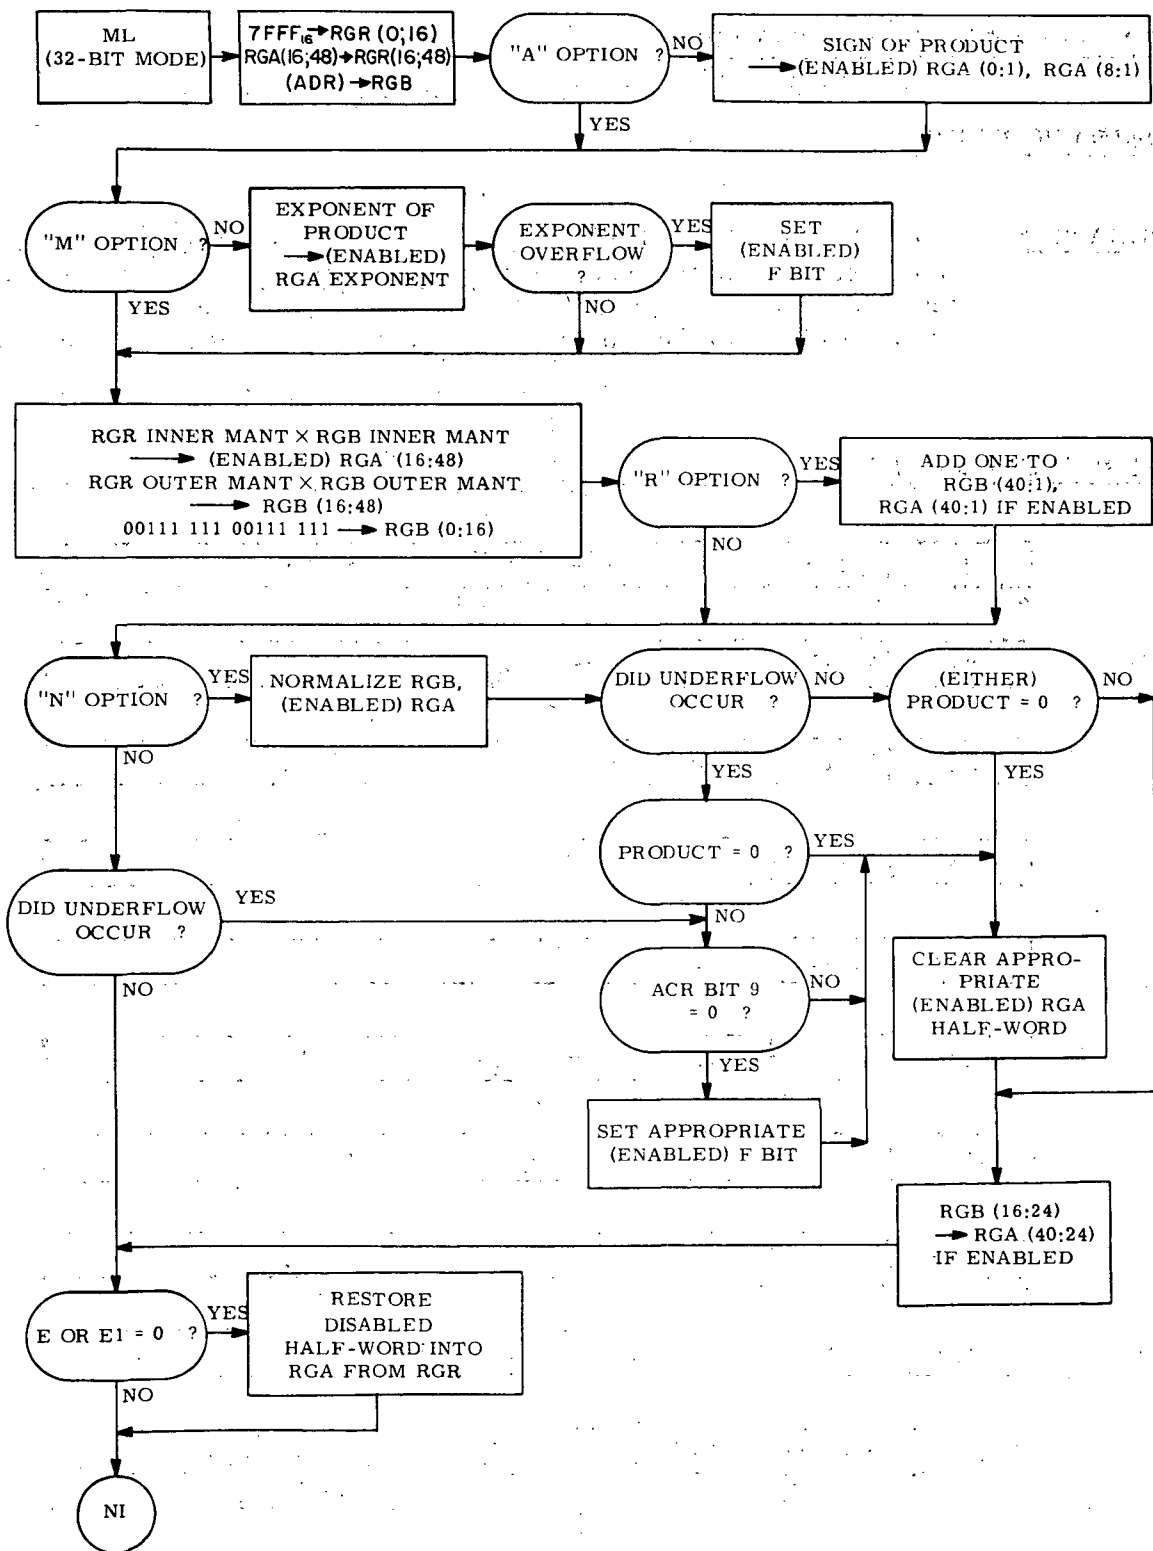 ML
(32-BIT MODE)
7FFF₁₆→RGR (0;16)
RGA(16;48)→RGR(16;48)
(ADR)→RGB
"A" OPTION ?
NO
YES
SIGN OF PRODUCT
→(ENABLED) RGA (0:1), RGA (8:1)
"M" OPTION ?
NO
YES
EXPONENT OF
PRODUCT
→(ENABLED)
RGA EXPONENT
EXPONENT
OVERFLOW
?
YES
NO
SET
(ENABLED)
F BIT
RGR INNER MANT × RGB INNER MANT
→ (ENABLED) RGA (16:48)
RGR OUTER MANT × RGB OUTER MANT
→ RGB (16:48)
00111 111 00111 111 → RGB (0:16)
"R" OPTION ?
YES
NO
ADD ONE TO
RGB (40:1),
RGA (40:1) IF ENABLED
"N" OPTION ?
YES
NO
NORMALIZE RGB,
(ENABLED) RGA
DID UNDERFLOW
OCCUR ?
NO
YES
(EITHER)
PRODUCT = 0 ?
NO
YES
PRODUCT = 0 ?
YES
NO
DID UNDERFLOW
OCCUR ?
YES
NO
ACR BIT 9
= 0 ?
NO
YES
CLEAR APPRO-
PRIATE
(ENABLED) RGA
HALF-WORD
SET APPROPRIATE
(ENABLED) F BIT
RGB (16:24)
→ RGA (40:24)
IF ENABLED
E OR E1 = 0 ?
YES
NO
RESTORE
DISABLED
HALF-WORD INTO
RGA FROM RGR
NI